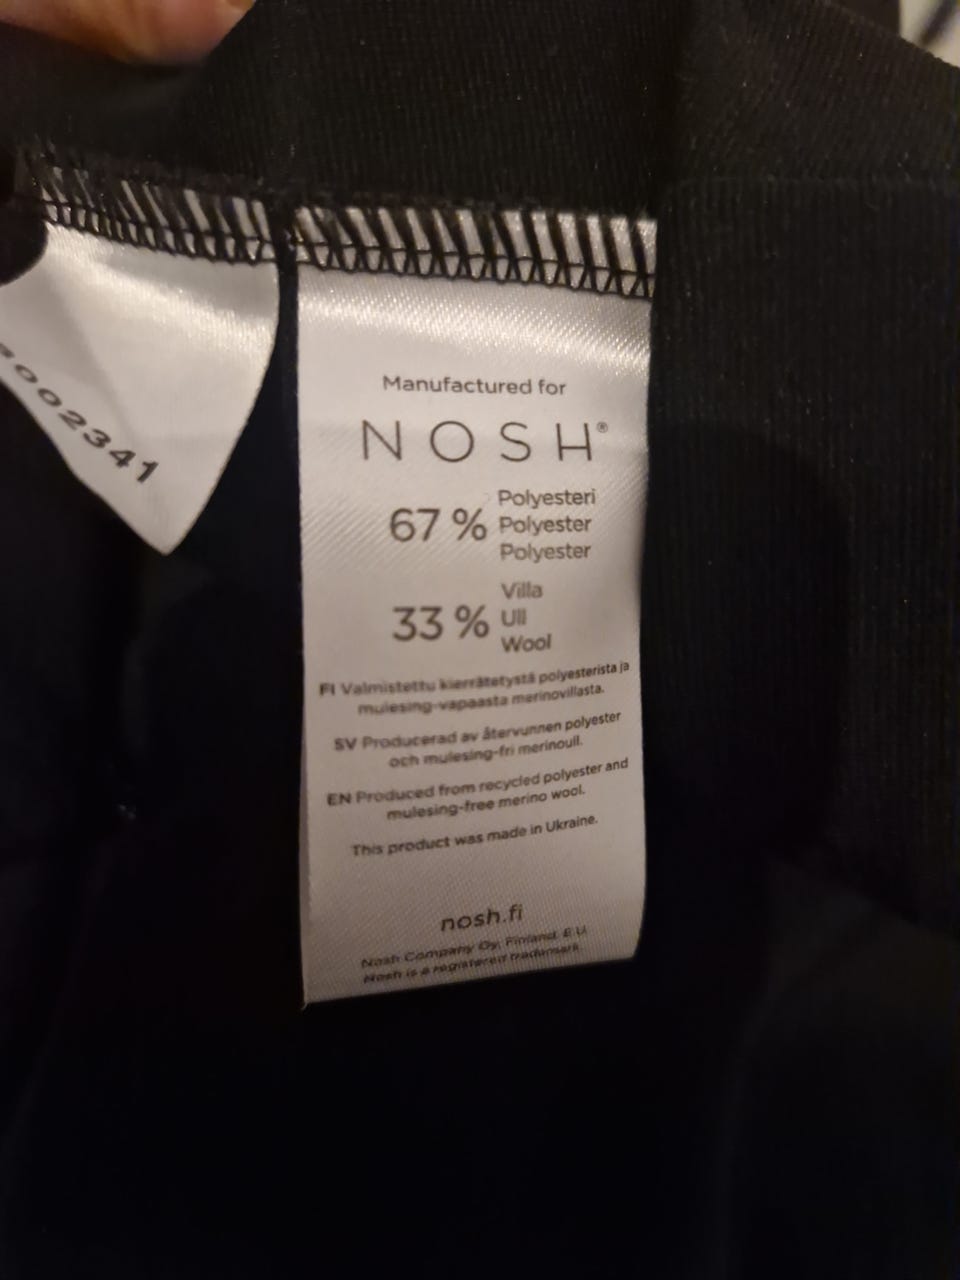 002341
Manufactured for
NOSH®
67 % Polyesteri
Polyester
Polyester
33 % Villa
Ull
Wool
FI Valmistettu kierrätetystä polyesterista ja
mulesing-vapaasta merinovillasta.
SV Producerad av återvunnen polyester
och mulesing-fri merinoull.
EN Produced from recycled polyester and
mulesing-free merino wool.
This product was made in Ukraine.
nosh.fi
Nosh Company Oy, Finland, E.U.
Nosh is a registered trademark.